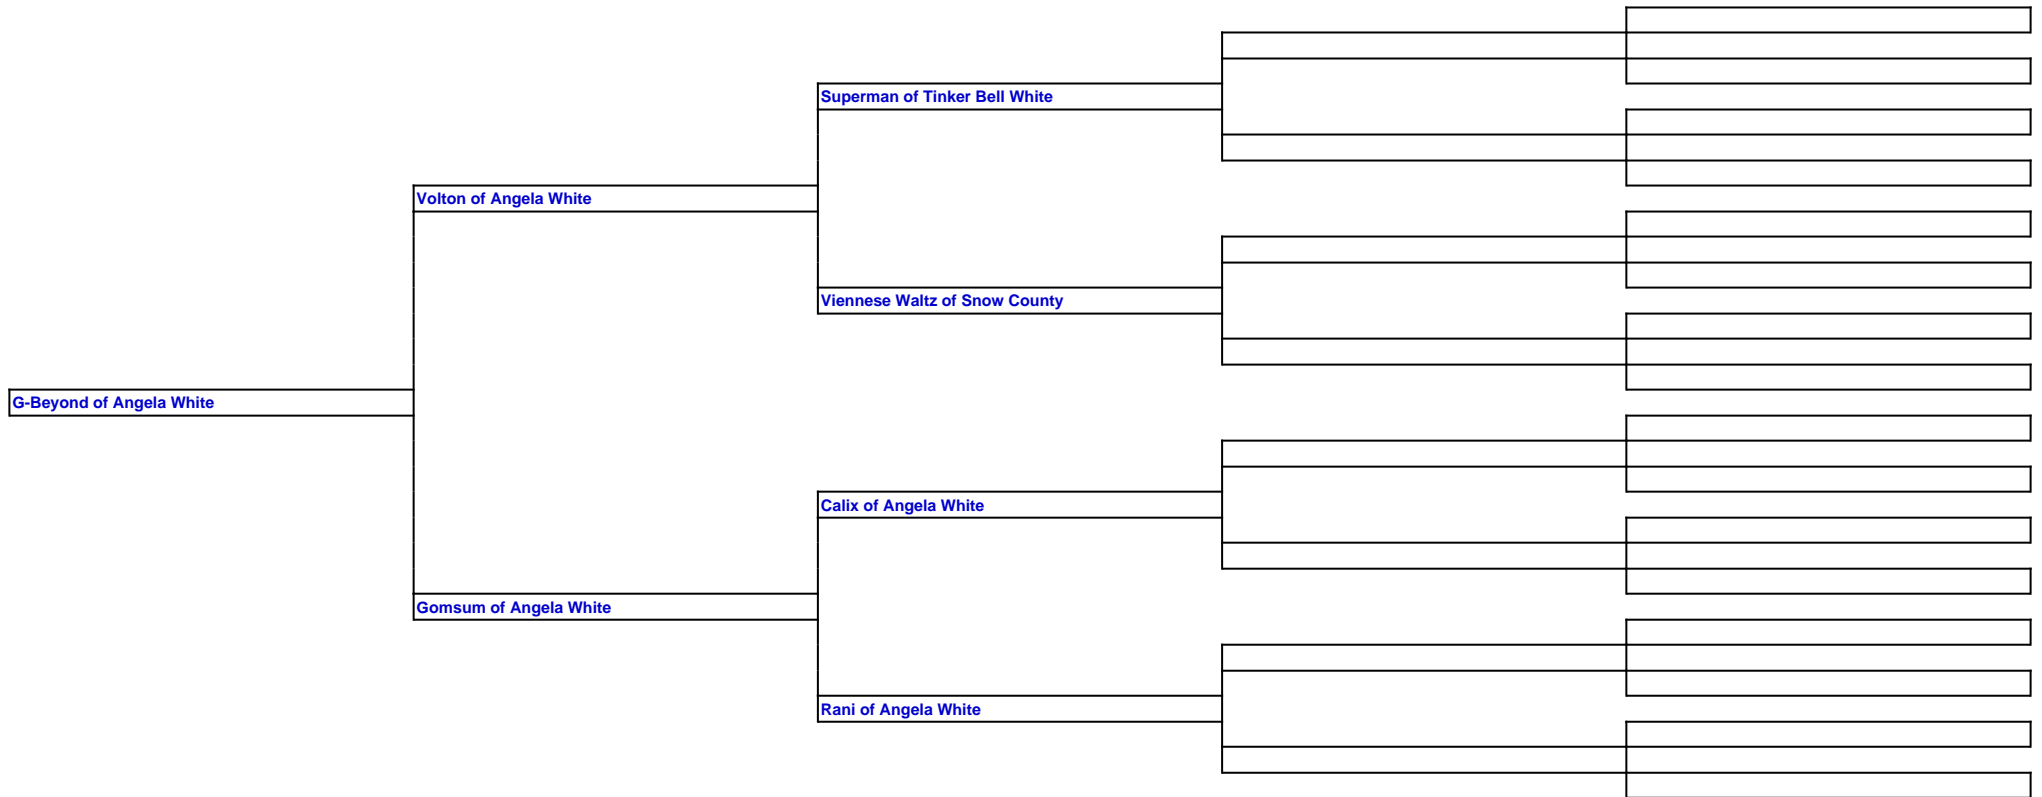 Superman of Tinker Bell White
Volton of Angela White
Viennese Waltz of Snow County
G-Beyond of Angela White
Calix of Angela White
Gomsum of Angela White
Rani of Angela White